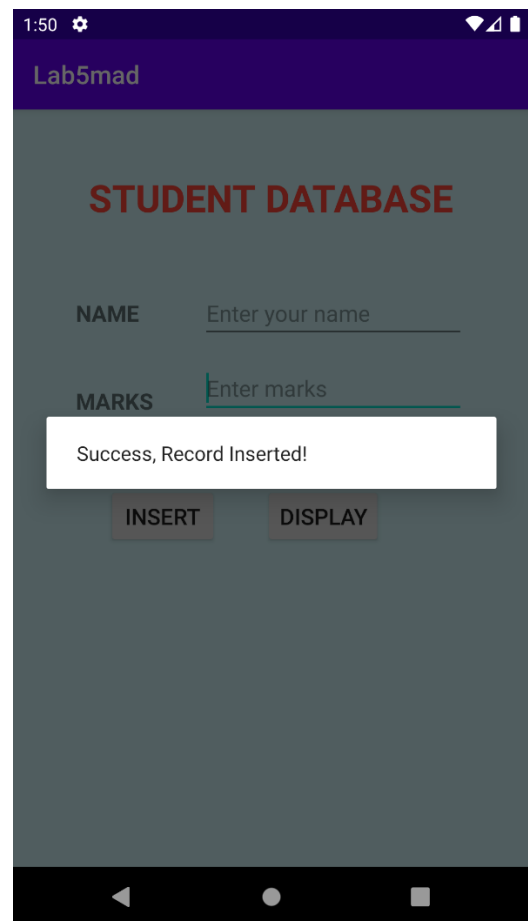 1:50
Lab5mad
STUDENT DATABASE
NAME Enter your name
MARKS Enter marks
Success, Record Inserted!
INSERT DISPLAY